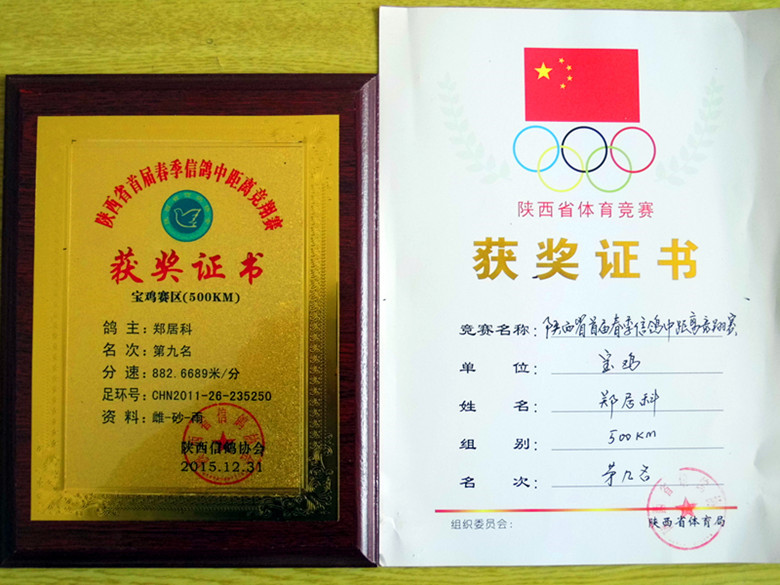 陕西省首届春季信鸽中距离竞翔赛
获奖证书
宝鸡赛区(500KM)
鸽 主：郑居科
名 次：第九名
分 速：882.6689米/分
足环号：CHN2011-26-235250
资 料：雌-砂-雨
陕西信鸽协会
2015.12.31
陕西省体育竞赛
获奖证书
竞赛名称：陕西省首届春季信鸽中距离竞翔赛
单 位：宝鸡
姓 名：郑居科
组 别：500KM
名 次：第九名
组织委员会：
陕西省体育局